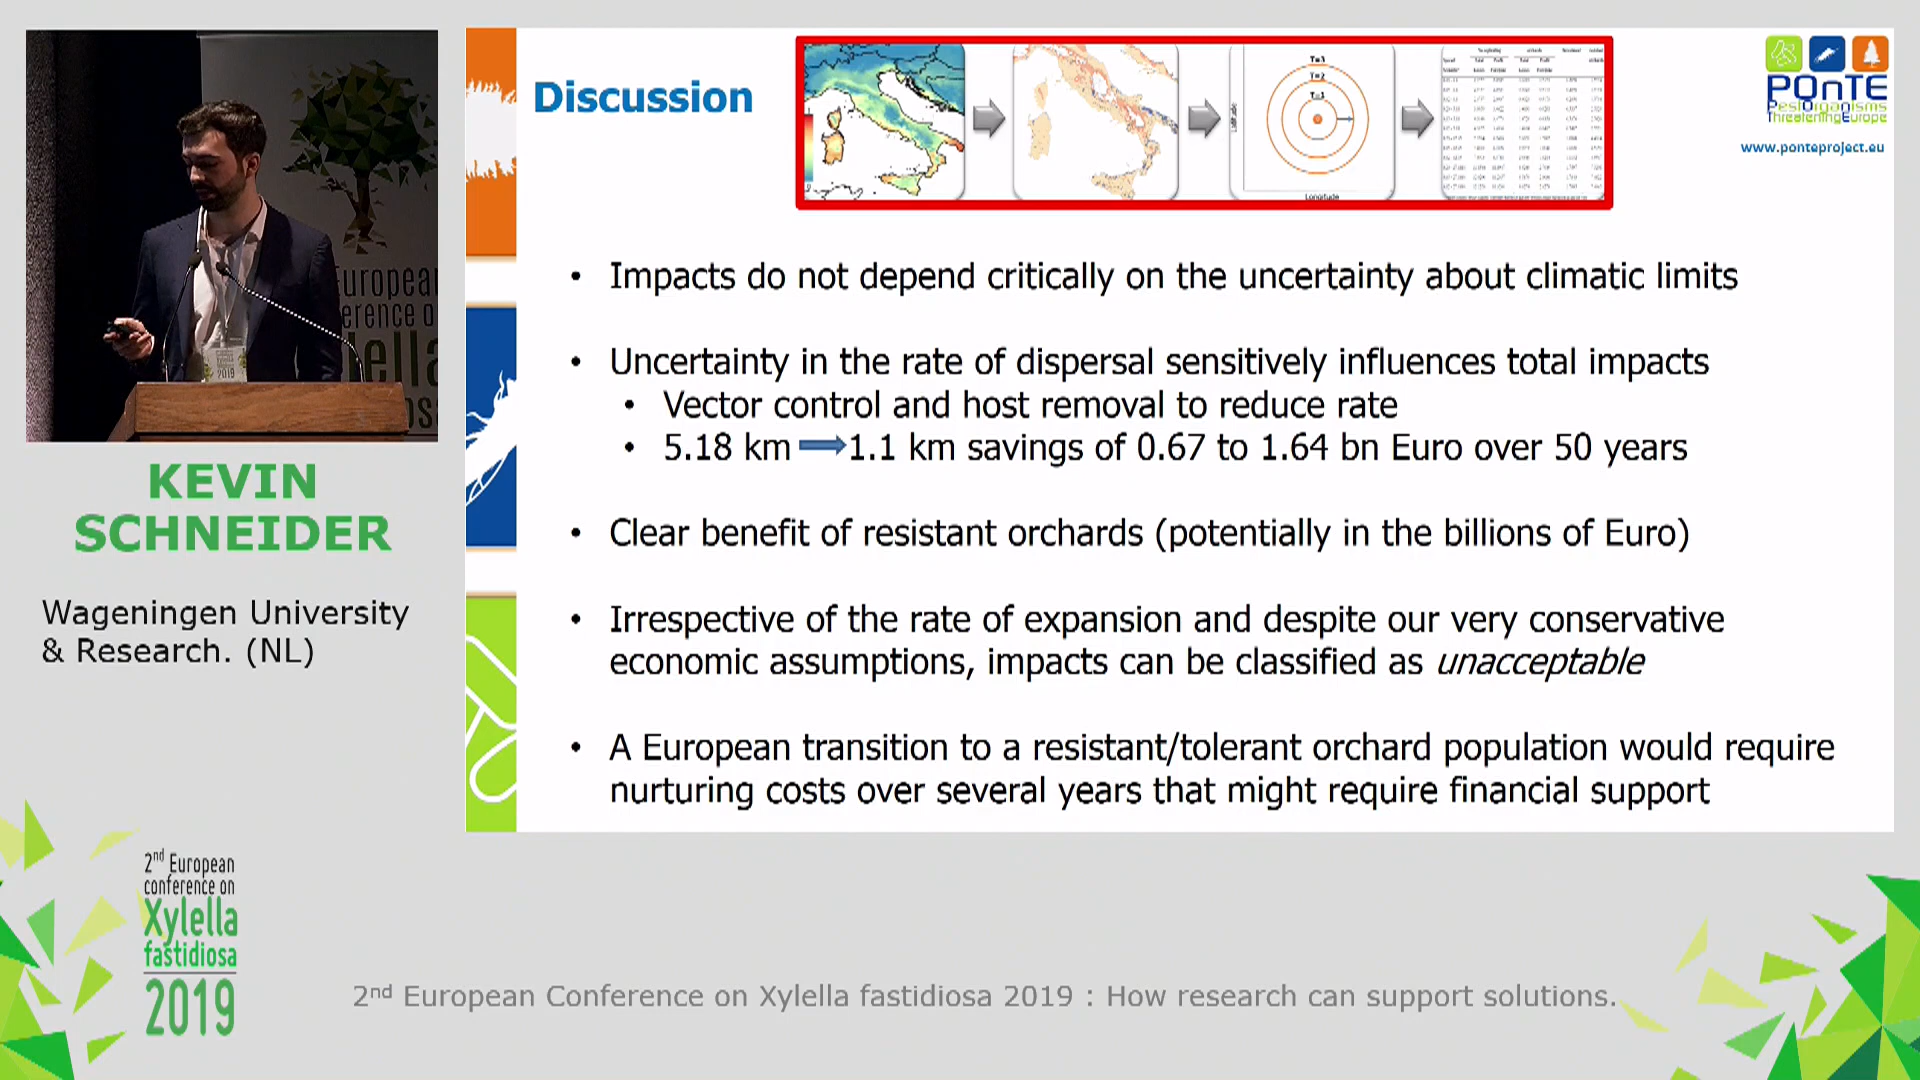 Discussion
T=3
T=2
T=1
Latitude
Longitude
PONTE
Pest Organisms
Threatening Europe
www.ponteproject.eu
• Impacts do not depend critically on the uncertainty about climatic limits
• Uncertainty in the rate of dispersal sensitively influences total impacts
• Vector control and host removal to reduce rate
• 5.18 km 1.1 km savings of 0.67 to 1.64 bn Euro over 50 years
• Clear benefit of resistant orchards (potentially in the billions of Euro)
• Irrespective of the rate of expansion and despite our very conservative
economic assumptions, impacts can be classified as unacceptable
• A European transition to a resistant/tolerant orchard population would require
nurturing costs over several years that might require financial support
2019
KEVIN
SCHNEIDER
Wageningen University
& Research. (NL)
2nd European
conference on
Xylella
fastidiosa
2019
2nd European Conference on Xylella fastidiosa 2019 : How research can support solutions.